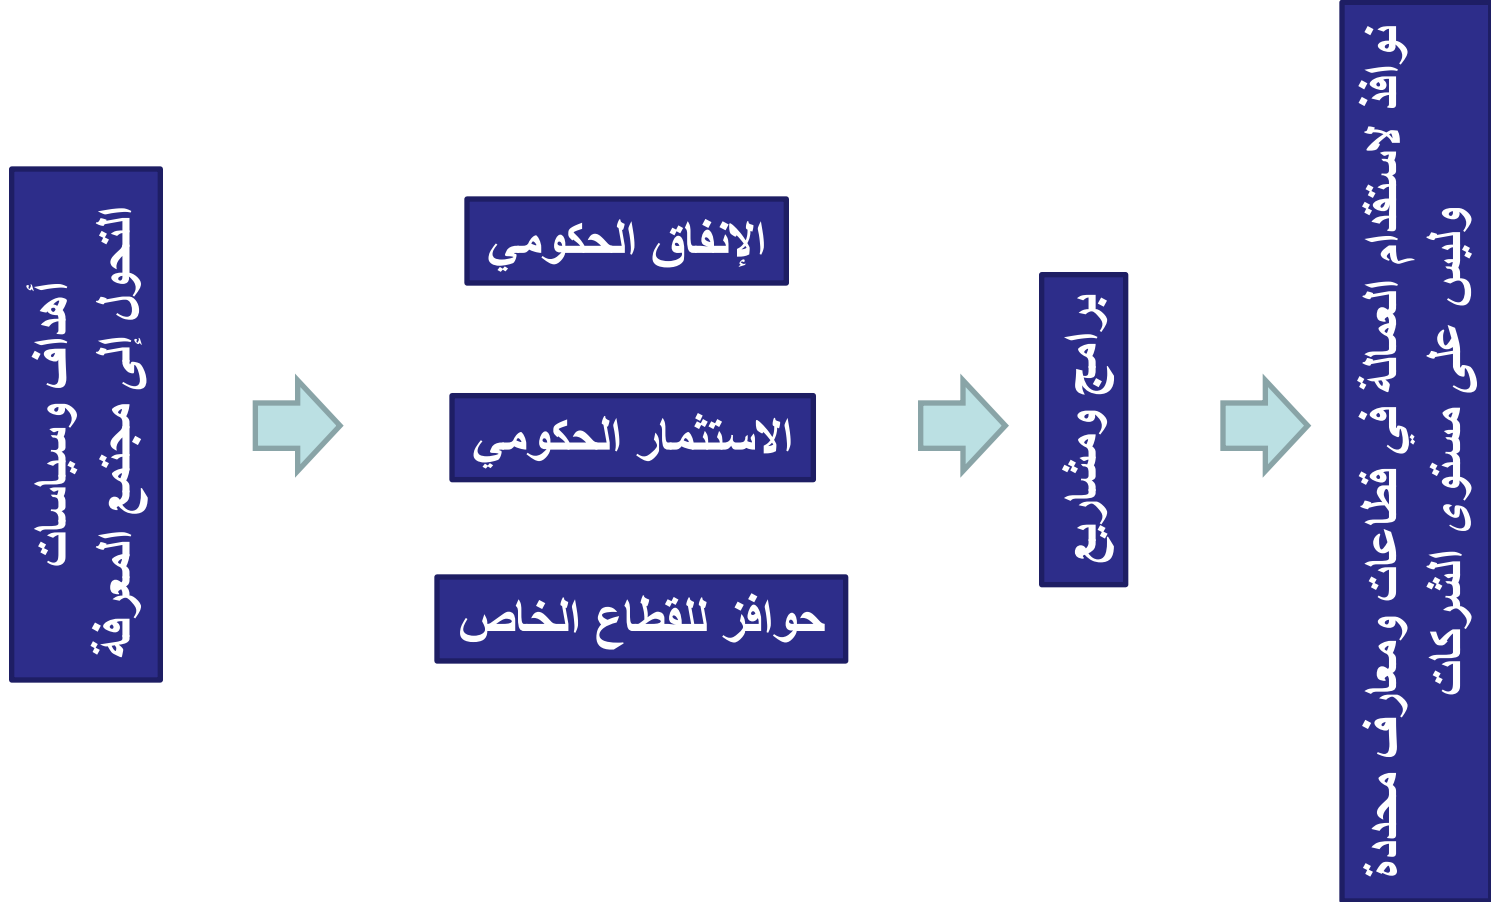 أهداف وسياسات
التحول إلى مجتمع المعرفة
الإنفاق الحكومي
الاستثمار الحكومي
حوافز للقطاع الخاص
برامج ومشاريع
نوافذ لاستقدام العمالة في قطاعات ومعارف محددة
وليس على مستوى الشركات